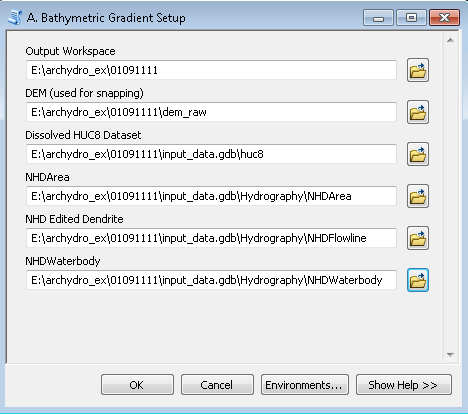 A. Bathymetric Gradient Setup
Output Workspace
E:\archydro_ex\01091111
DEM (used for snapping)
E:\archydro_ex\01091111\dem_raw
Dissolved HUC8 Dataset
E:\archydro_ex\01091111\input_data.gdb\huc8
NHDArea
E:\archydro_ex\01091111\input_data.gdb\Hydrography\NHDArea
NHD Edited Dendrite
E:\archydro_ex\01091111\input_data.gdb\Hydrography\NHDFlowline
NHDWaterbody
E:\archydro_ex\01091111\input_data.gdb\Hydrography\NHDWaterbody
OK Cancel Environments... Show Help >>